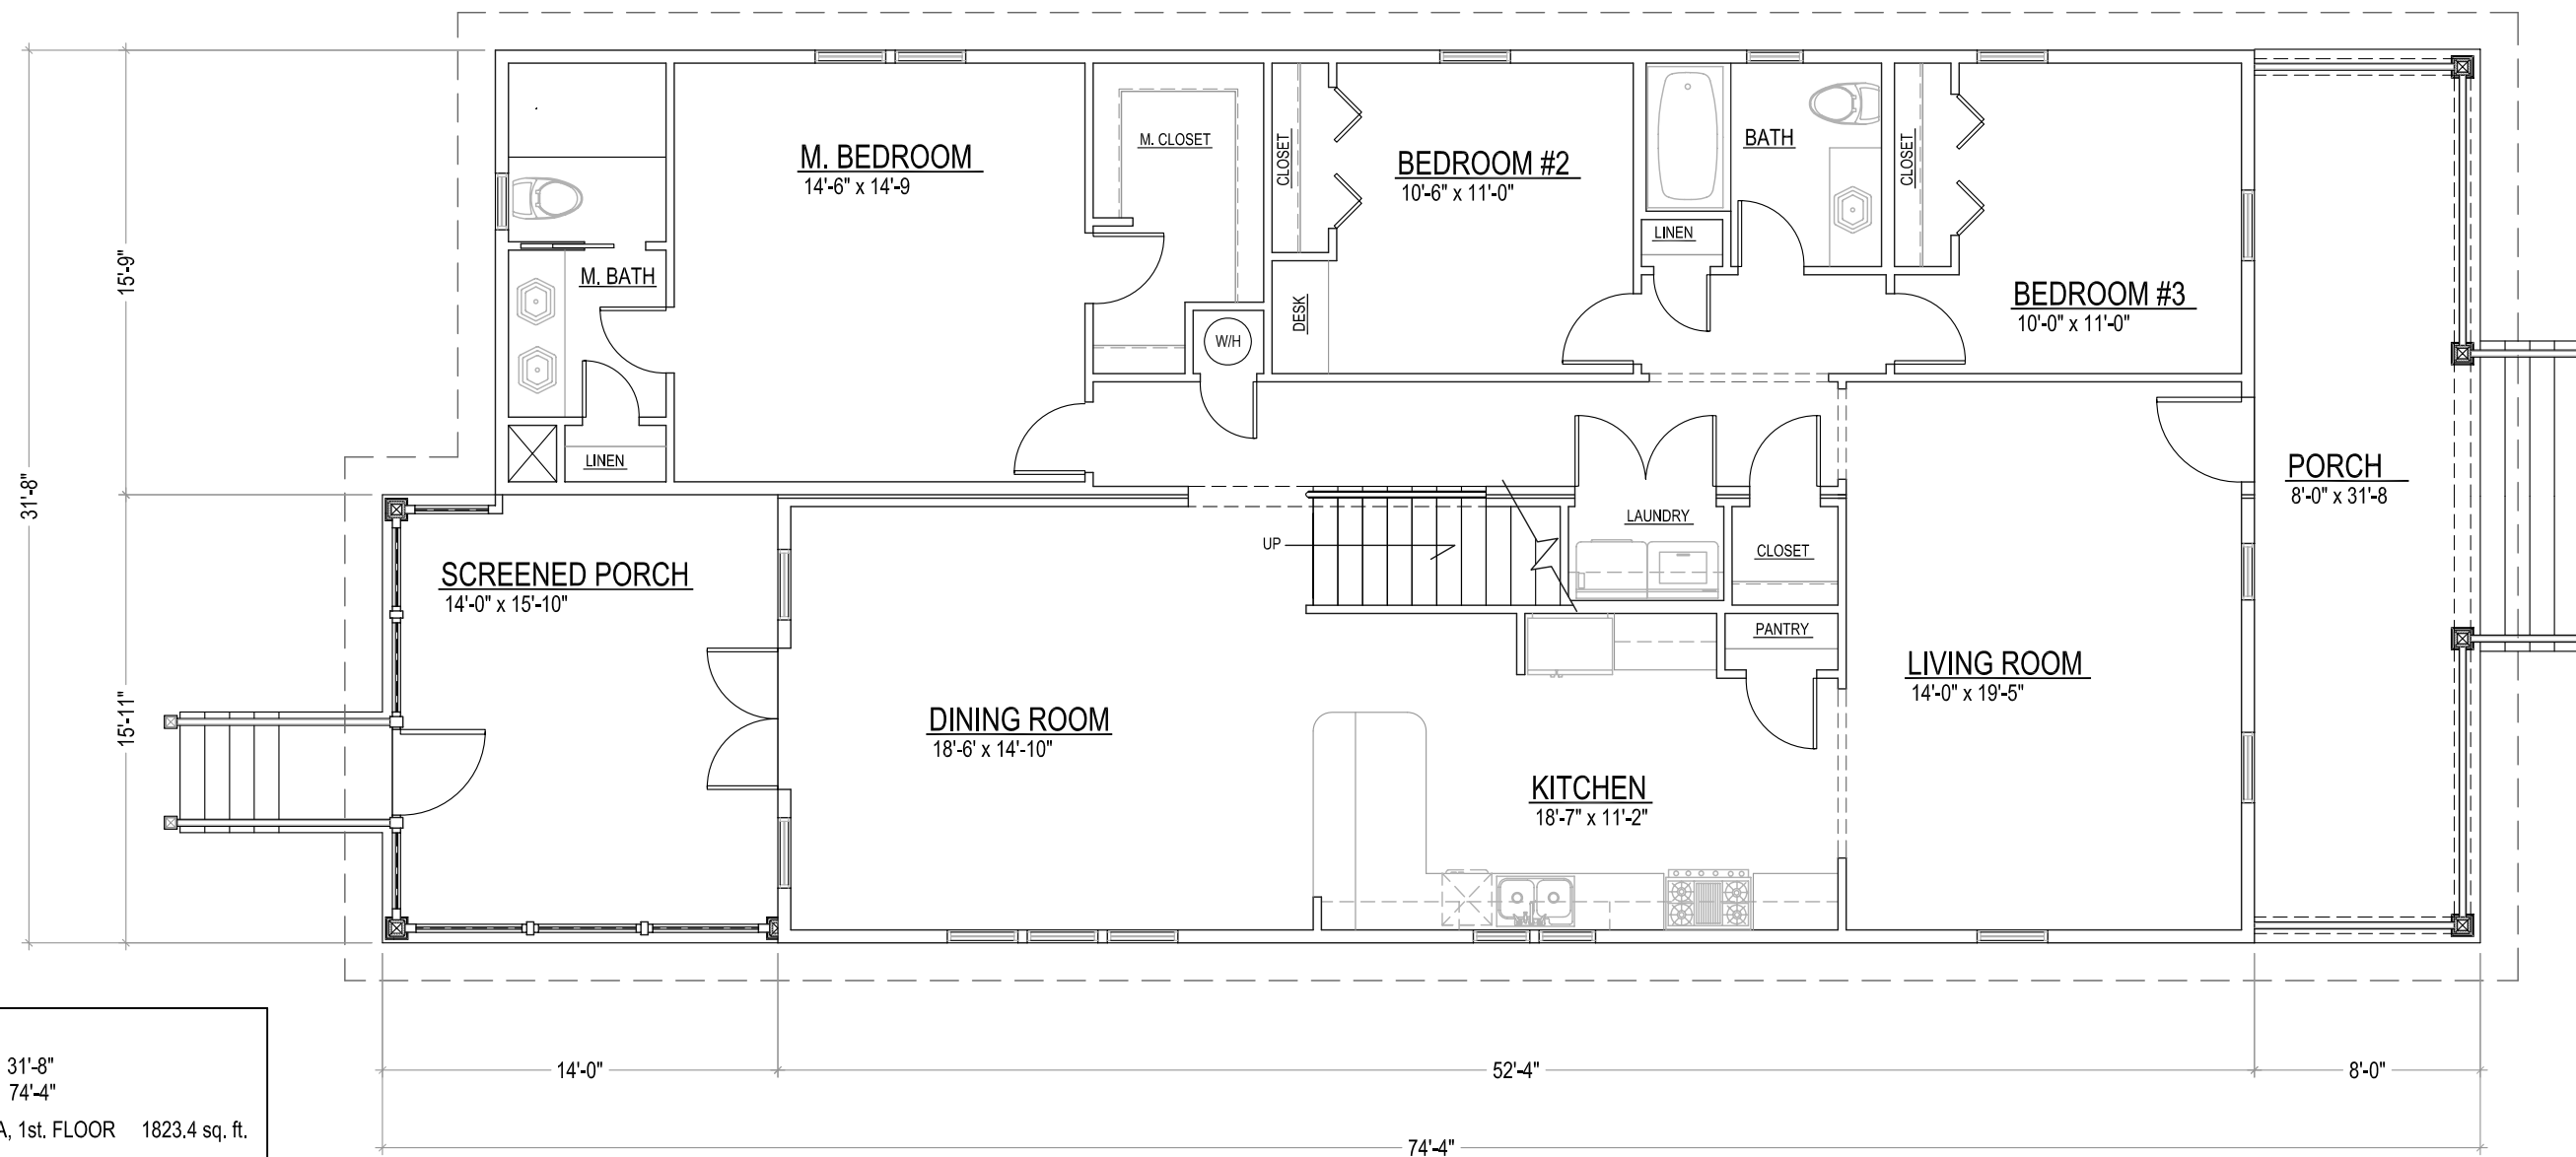 M. BEDROOM
14'-6" x 14'-9
M. CLOSET
CLOSET
BEDROOM #2
10'-6" x 11'-0"
BATH
CLOSET
LINEN
BEDROOM #3
10'-0" x 11'-0"
M. BATH
DESK
W/H
LINEN
15'-9"
31'-8"
15'-11"
PORCH
8'-0" x 31'-8
SCREENED PORCH
14'-0" x 15'-10"
UP
LAUNDRY
CLOSET
PANTRY
LIVING ROOM
14'-0" x 19'-5"
DINING ROOM
18'-6' x 14'-10"
KITCHEN
18'-7" x 11'-2"
14'-0"
52'-4"
8'-0"
74'-4"
31'-8"
74'-4"
A, 1st. FLOOR 1823.4 sq. ft.